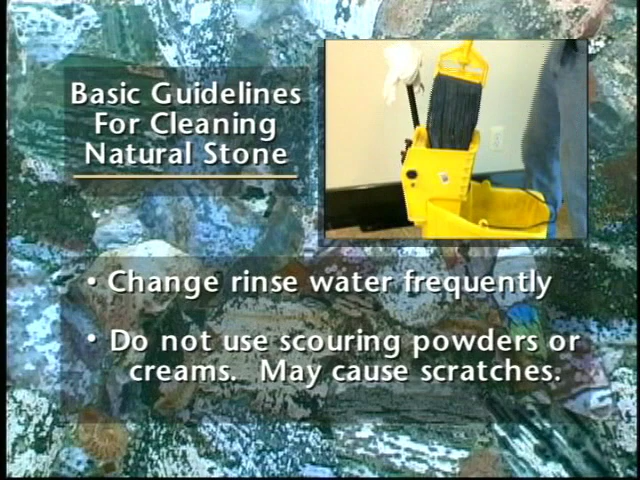 Basic Guidelines
For Cleaning
Natural Stone
• Change rinse water frequently
• Do not use scouring powders or
creams. May cause scratches.